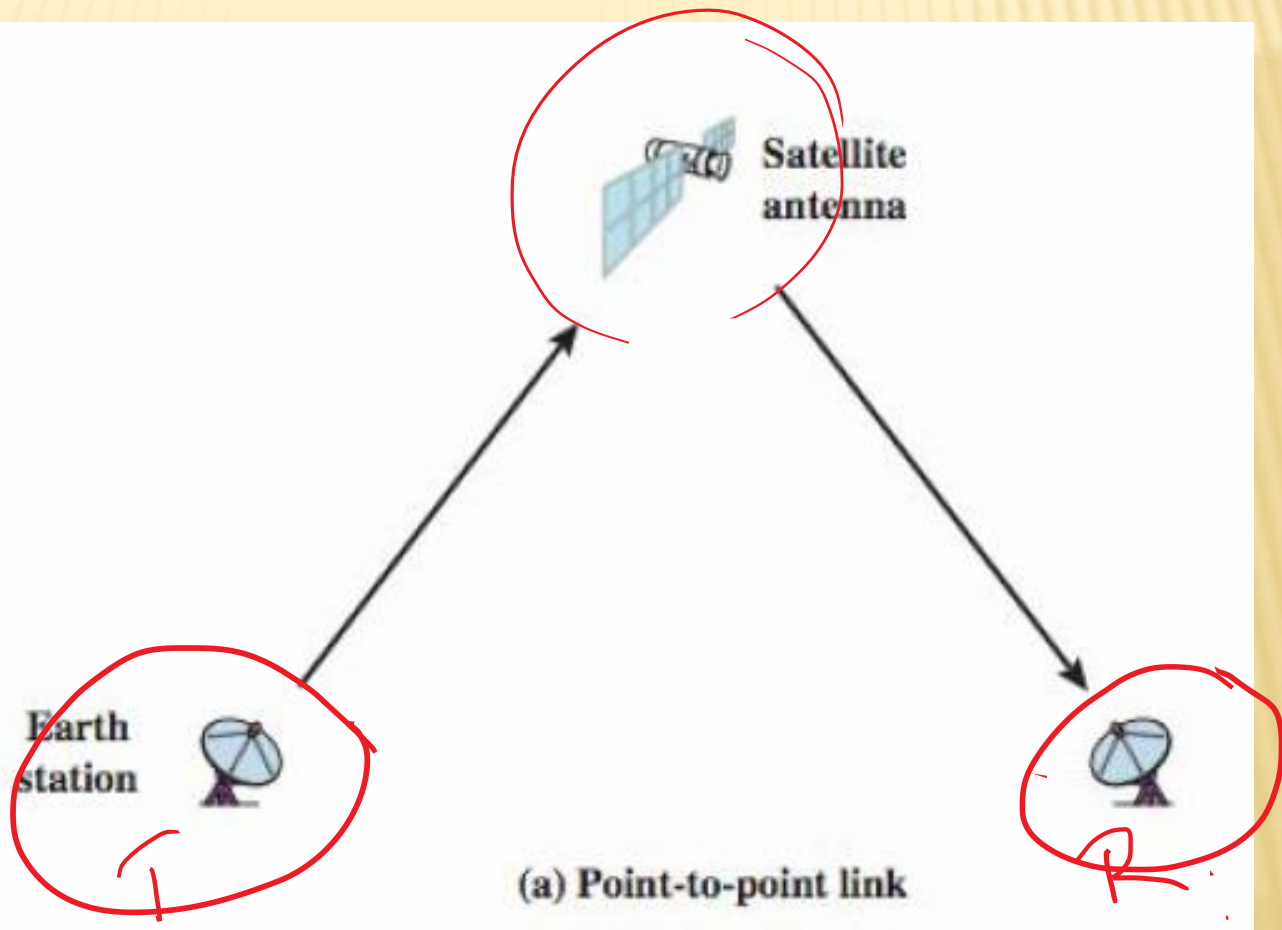 Satellite
antenna
Earth
station
T
R
(a) Point-to-point link